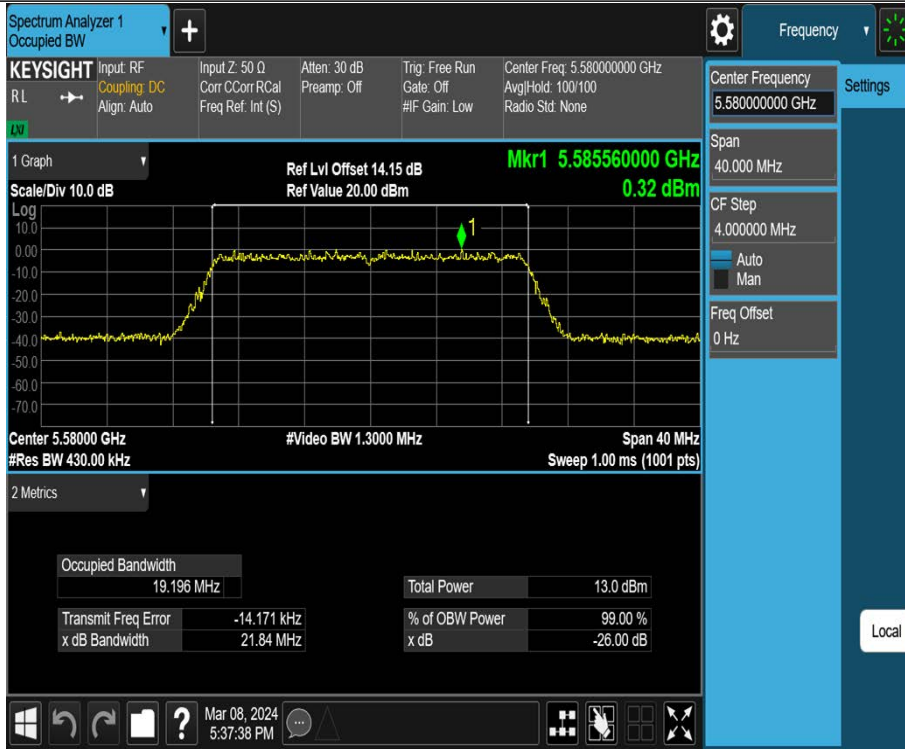 Spectrum Analyzer 1
Occupied BW
+
Frequency
KEYSIGHT
R L
LXI
Input: RF
Coupling: DC
Align: Auto
Input Z: 50 Ω
Corr CCorr RCal
Freq Ref: Int (S)
Atten: 30 dB
Preamp: Off
Trig: Free Run
Gate: Off
#IF Gain: Low
Center Freq: 5.580000000 GHz
Avg|Hold: 100/100
Radio Std: None
Center Frequency
5.580000000 GHz
Settings
Span
40.000 MHz
CF Step
4.000000 MHz
Auto
Man
Freq Offset
0 Hz
Local
1 Graph
Scale/Div 10.0 dB
Ref Lvl Offset 14.15 dB
Ref Value 20.00 dBm
Mkr1 5.585560000 GHz
0.32 dBm
Log
10.0
0.00
-10.0
-20.0
-30.0
-40.0
-50.0
-60.0
-70.0
1
Center 5.58000 GHz
#Video BW 1.3000 MHz
Span 40 MHz
#Res BW 430.00 kHz
Sweep 1.00 ms (1001 pts)
2 Metrics
Occupied Bandwidth
19.196 MHz
Total Power 13.0 dBm
Transmit Freq Error -14.171 kHz
% of OBW Power 99.00 %
x dB Bandwidth 21.84 MHz
x dB -26.00 dB
?
Mar 08, 2024
5:37:38 PM